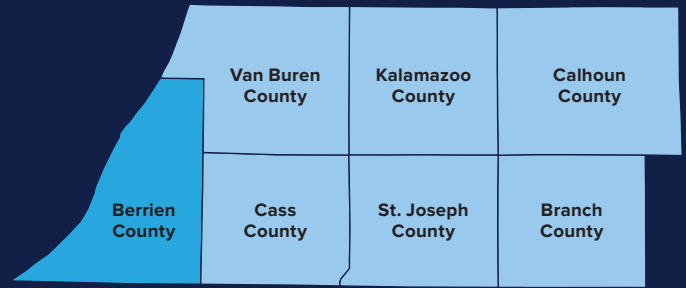 Van Buren
County
Kalamazoo
County
Calhoun
County
Berrien
County
Cass
County
St. Joseph
County
Branch
County